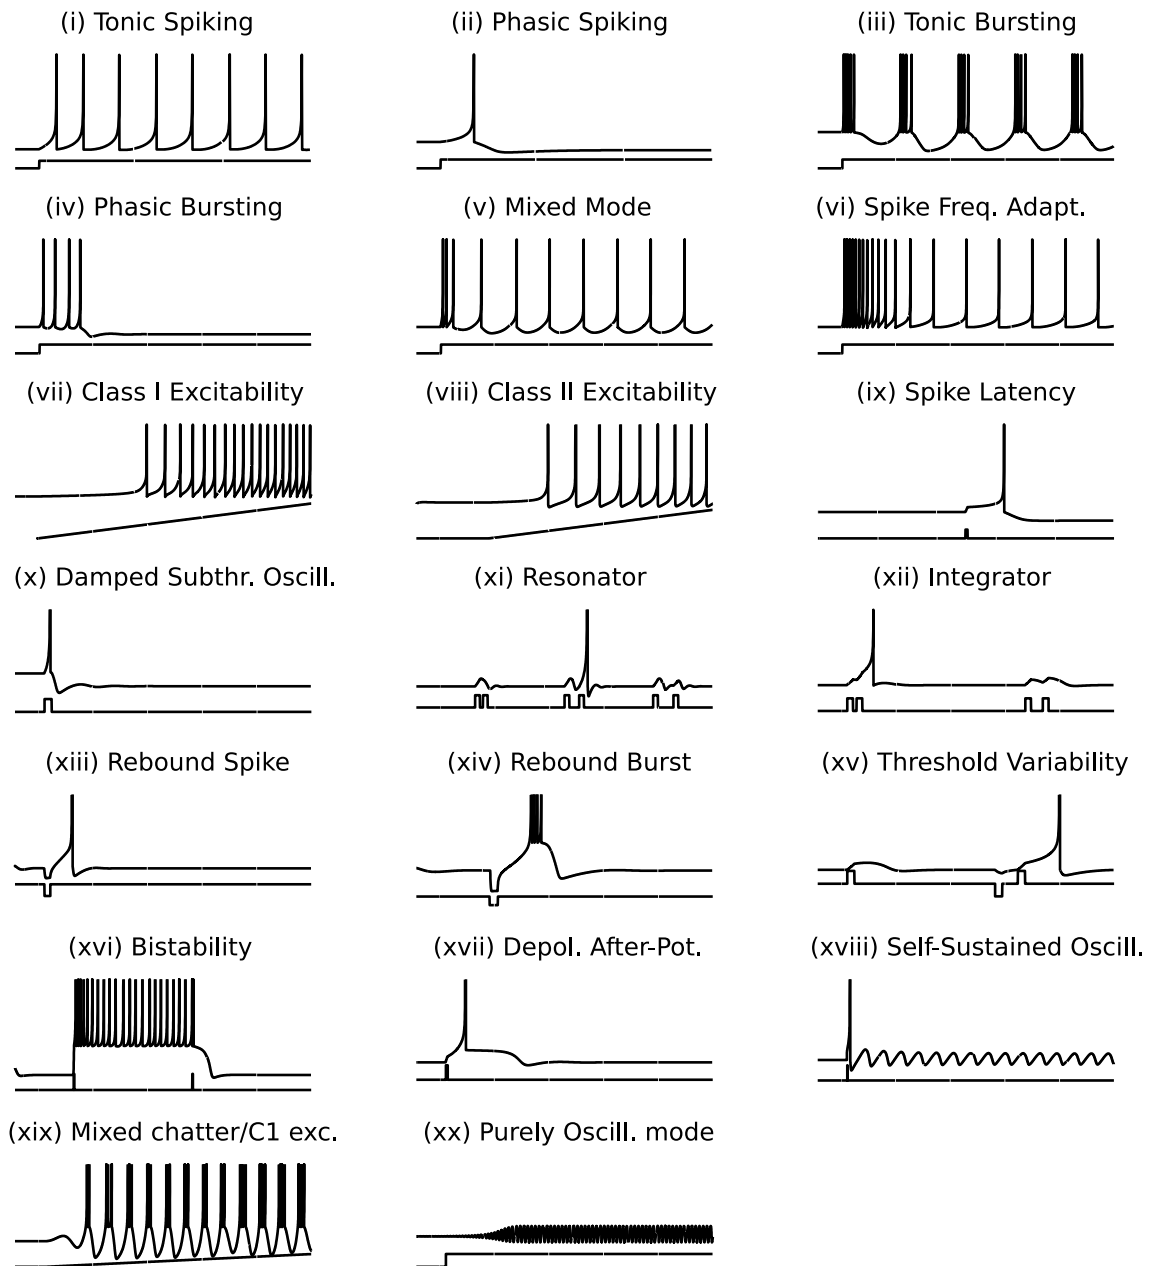 (i) Tonic Spiking
(ii) Phasic Spiking
(iii) Tonic Bursting
(iv) Phasic Bursting
(v) Mixed Mode
(vi) Spike Freq. Adapt.
(vii) Class I Excitability
(viii) Class II Excitability
(ix) Spike Latency
(x) Damped Subthr. Oscill.
(xi) Resonator
(xii) Integrator
(xiii) Rebound Spike
(xiv) Rebound Burst
(xv) Threshold Variability
(xvi) Bistability
(xvii) Depol. After-Pot.
(xviii) Self-Sustained Oscill.
(xix) Mixed chatter/C1 exc.
(xx) Purely Oscill. mode